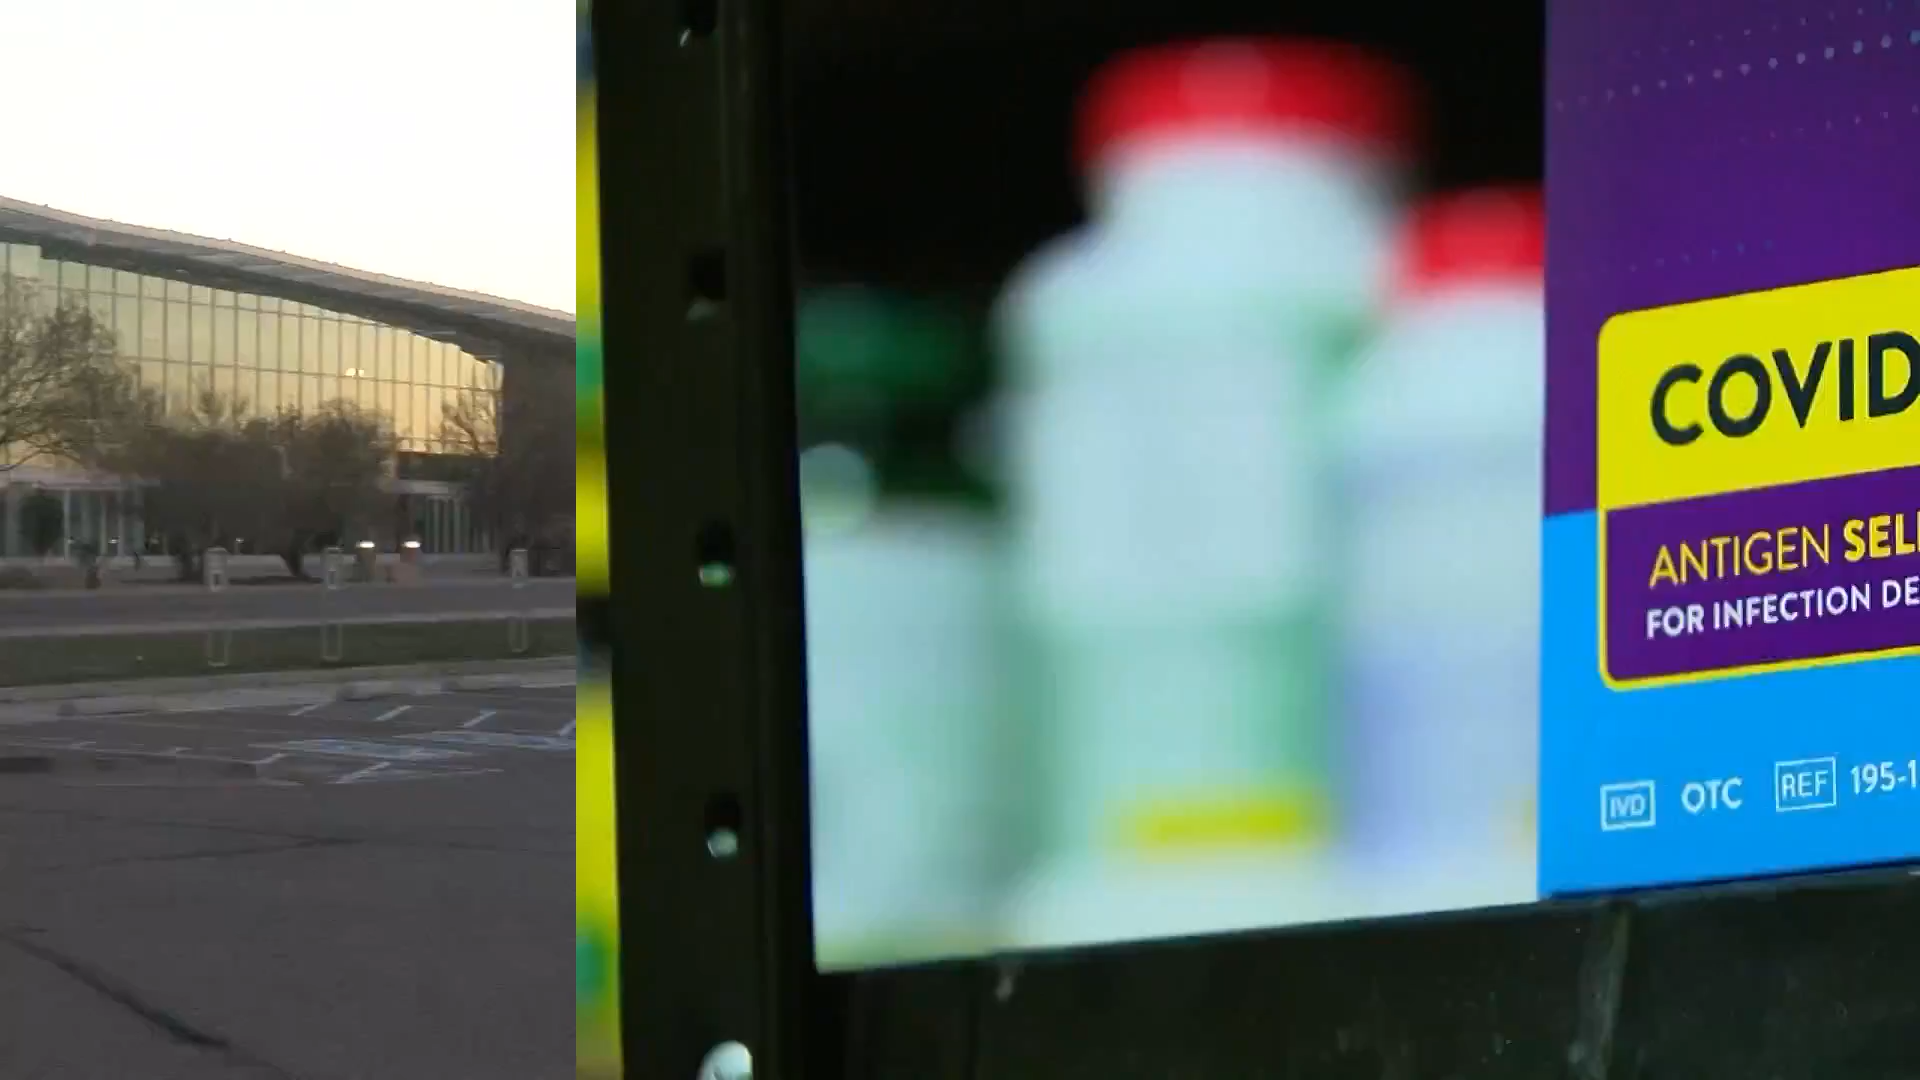 COVID
ANTIGEN SEL
FOR INFECTION DE
IVD OTC REF 195-1